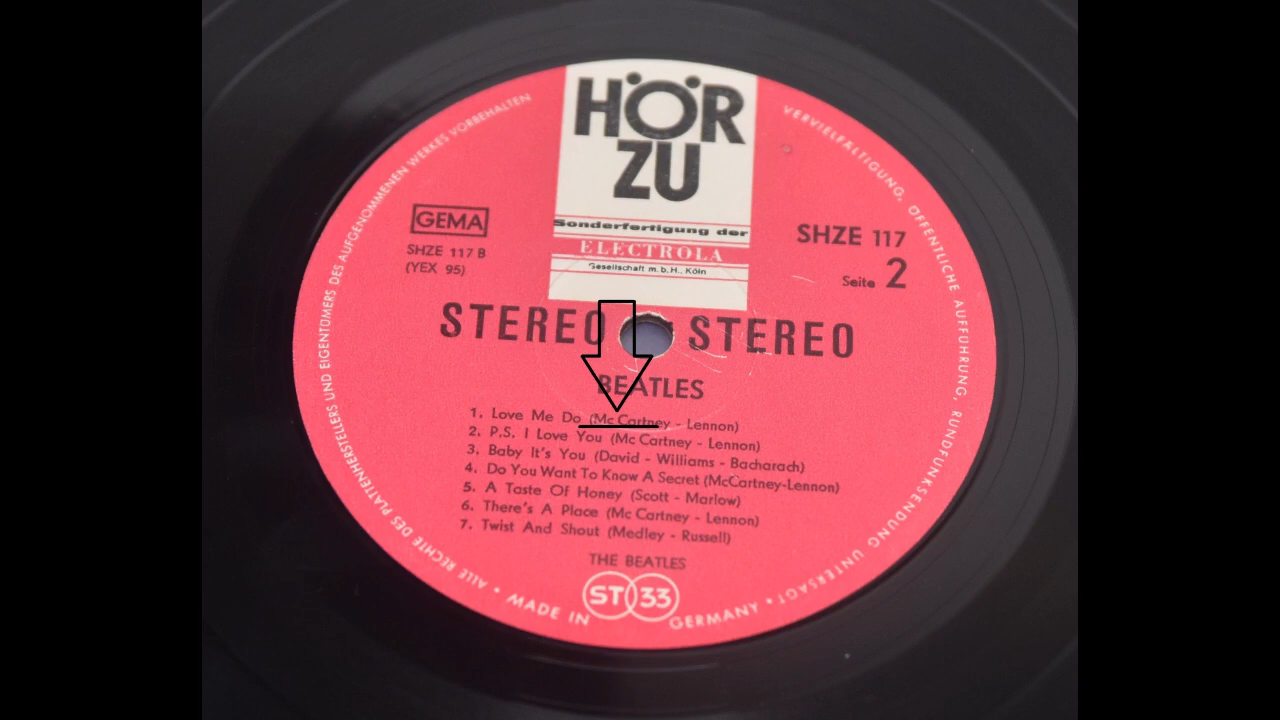 HÖR
ZU
Sonderfertigung der
ELECTROLA
Gesellschaft m.b.H., Köln
GEMA
SHZE 117 B
(YEX 95)
SHZE 117
Seite 2
STEREO STEREO
BEATLES
1. Love Me Do (Mc Cartney - Lennon)
2. P.S. I Love You (Mc Cartney - Lennon)
3. Baby It's You (David - Williams - Bacharach)
4. Do You Want To Know A Secret (McCartney-Lennon)
5. A Taste Of Honey (Scott - Marlow)
6. There's A Place (Mc Cartney - Lennon)
7. Twist And Shout (Medley - Russell)
THE BEATLES
ST 33
MADE IN GERMANY
• ALLE RECHTE DES PLATTENHERSTELLERS UND EIGENTÜMERS DES AUFGENOMMENEN WERKES VORBEHALTEN
VERVIELFÄLTIGUNG, ÖFFENTLICHE AUFFÜHRUNG, RUNDFUNKSENDUNG UNTERSAGT •